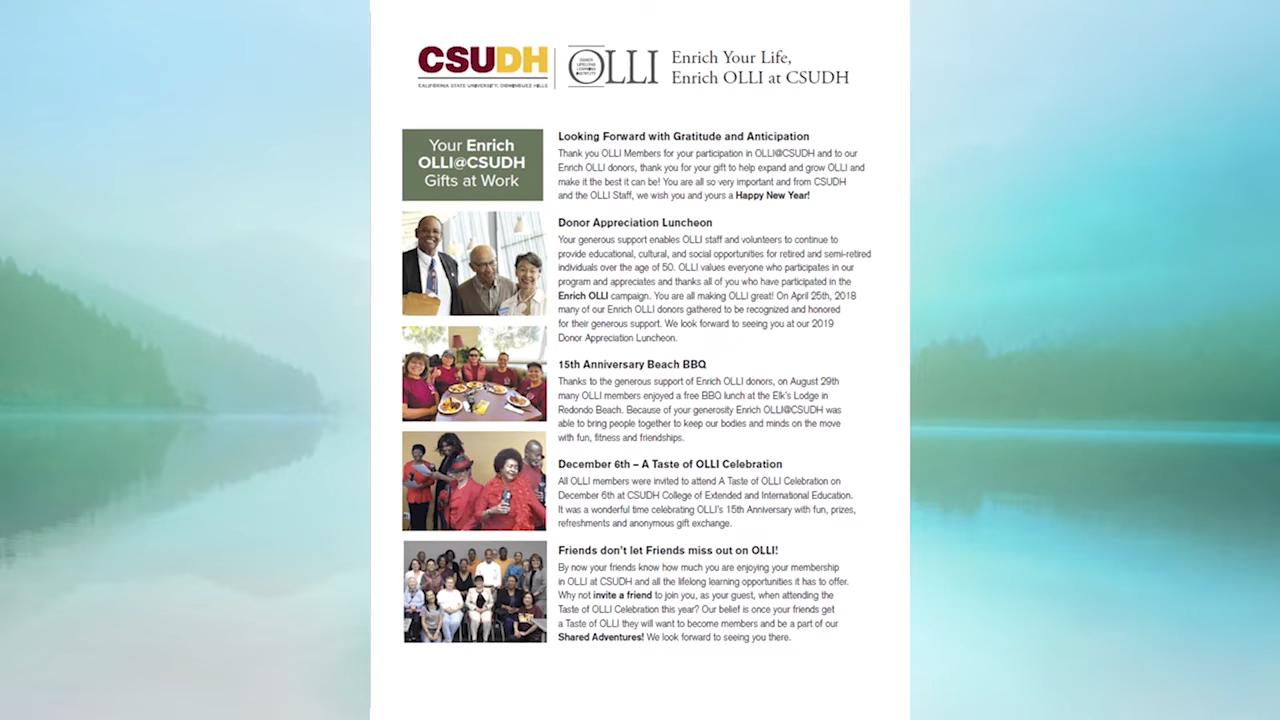 CSUDH
CALIFORNIA STATE UNIVERSITY, DOMINGUEZ HILLS
OSHER
LIFELONG
LEARNING
INSTITUTE
OLLI
Enrich Your Life,
Enrich OLLI at CSUDH
Your Enrich
OLLI@CSUDH
Gifts at Work
Looking Forward with Gratitude and Anticipation
Thank you OLLI Members for your participation in OLLI@CSUDH and to our
Enrich OLLI donors, thank you for your gift to help expand and grow OLLI and
make it the best it can be! You are all so very important and from CSUDH
and the OLLI Staff, we wish you and yours a Happy New Year!
Donor Appreciation Luncheon
Your generous support enables OLLI staff and volunteers to continue to
provide educational, cultural, and social opportunities for retired and semi-retired
individuals over the age of 50. OLLI values everyone who participates in our
program and appreciates and thanks all of you who have participated in the
Enrich OLLI campaign. You are all making OLLI great! On April 25th, 2018
many of our Enrich OLLI donors gathered to be recognized and honored
for their generous support. We look forward to seeing you at our 2019
Donor Appreciation Luncheon.
15th Anniversary Beach BBQ
Thanks to the generous support of Enrich OLLI donors, on August 29th
many OLLI members enjoyed a free BBQ lunch at the Elk's Lodge in
Redondo Beach. Because of your generosity Enrich OLLI@CSUDH was
able to bring people together to keep our bodies and minds on the move
with fun, fitness and friendships.
December 6th – A Taste of OLLI Celebration
All OLLI members were invited to attend A Taste of OLLI Celebration on
December 6th at CSUDH College of Extended and International Education.
It was a wonderful time celebrating OLLI's 15th Anniversary with fun, prizes,
refreshments and anonymous gift exchange.
Friends don't let Friends miss out on OLLI!
By now your friends know how much you are enjoying your membership
in OLLI at CSUDH and all the lifelong learning opportunities it has to offer.
Why not invite a friend to join you, as your guest, when attending the
Taste of OLLI Celebration this year? Our belief is once your friends get
a Taste of OLLI they will want to become members and be a part of our
Shared Adventures! We look forward to seeing you there.